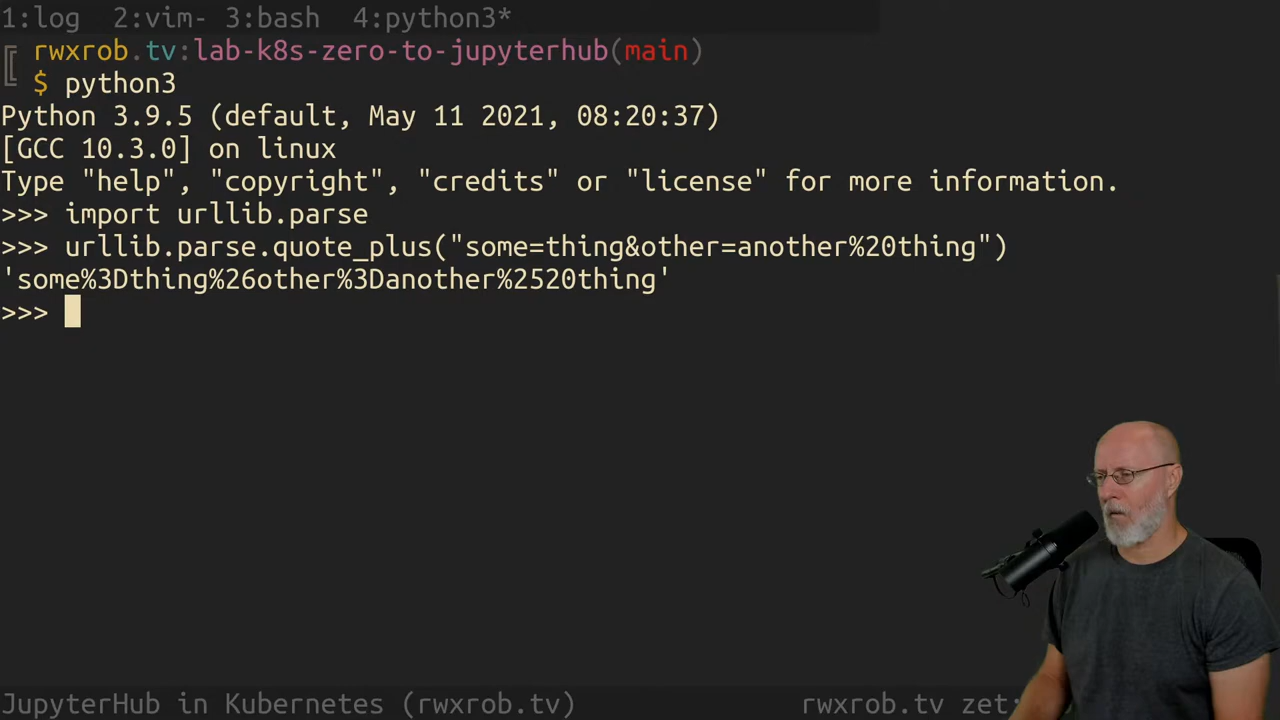 1:log 2:vim- 3:bash 4:python3*
rwxrob.tv:lab-k8s-zero-to-jupyterhub(main)
$ python3
Python 3.9.5 (default, May 11 2021, 08:20:37)
[GCC 10.3.0] on linux
Type "help", "copyright", "credits" or "license" for more information.
>>> import urllib.parse
>>> urllib.parse.quote_plus("some=thing&other=another%20thing")
'some%3Dthing%26other%3Danother%2520thing'
>>>
JupyterHub in Kubernetes (rwxrob.tv) rwxrob.tv zet: